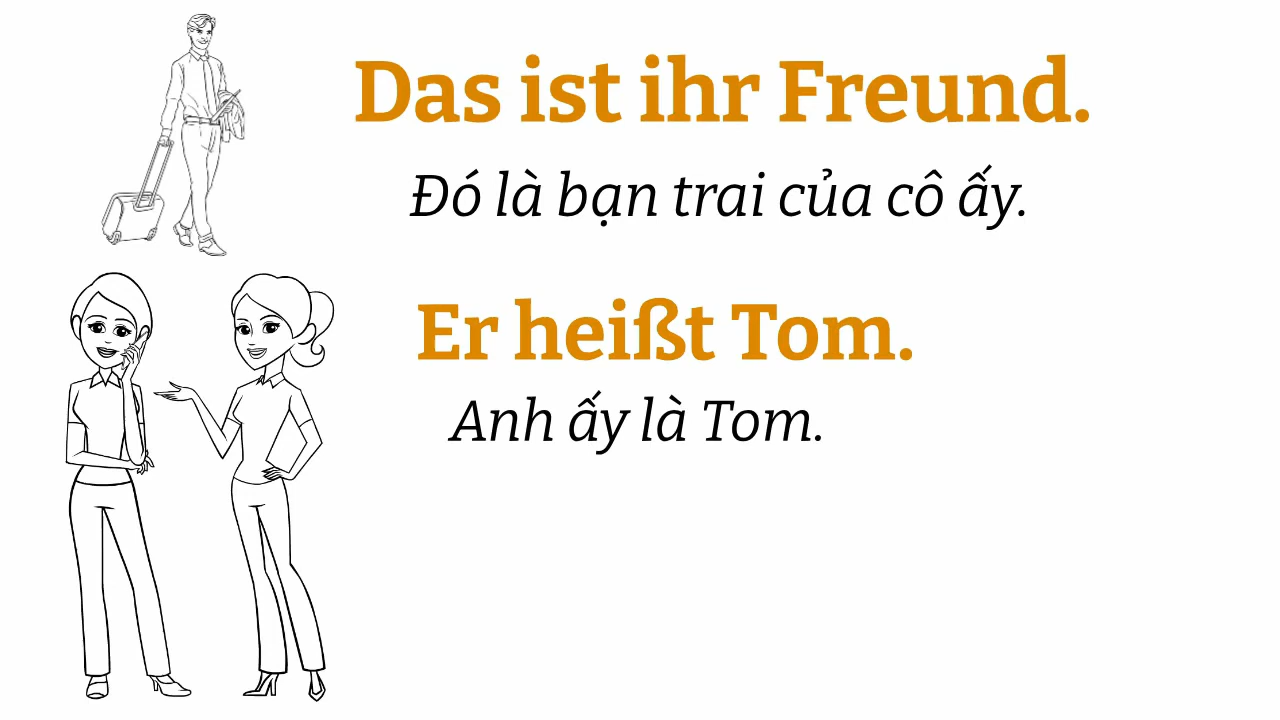 Das ist ihr Freund.
Đó là bạn trai của cô ấy.
Er heißt Tom.
Anh ấy là Tom.